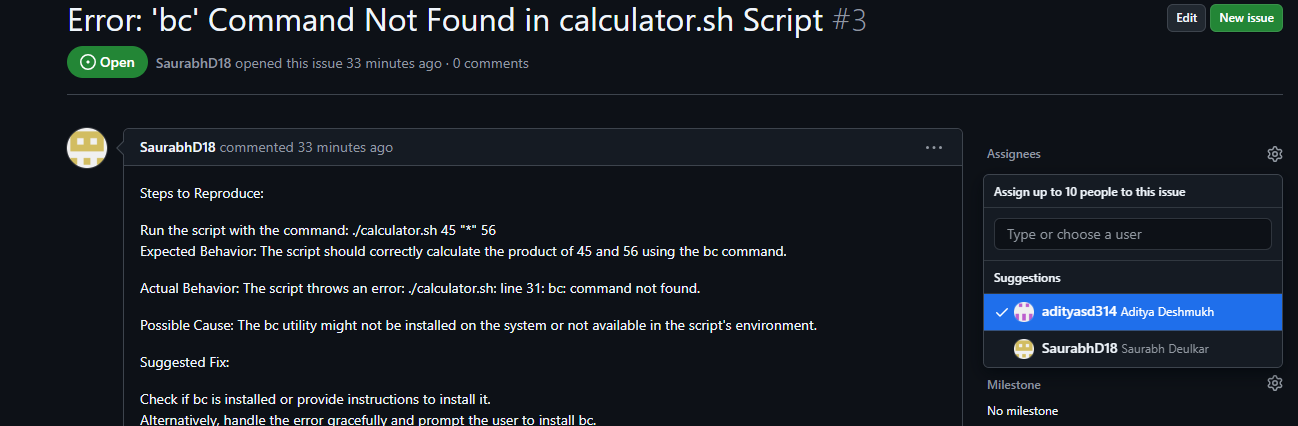 Error: 'bc' Command Not Found in calculator.sh Script #3
Edit
New issue
Open
SaurabhD18 opened this issue 33 minutes ago · 0 comments
SaurabhD18 commented 33 minutes ago
Steps to Reproduce:
Run the script with the command: ./calculator.sh 45 "*" 56
Expected Behavior: The script should correctly calculate the product of 45 and 56 using the bc command.
Actual Behavior: The script throws an error: ./calculator.sh: line 31: bc: command not found.
Possible Cause: The bc utility might not be installed on the system or not available in the script's environment.
Suggested Fix:
Check if bc is installed or provide instructions to install it.
Alternatively, handle the error gracefully and prompt the user to install bc.
Assignees
Assign up to 10 people to this issue
Type or choose a user
Suggestions
adityasd314 Aditya Deshmukh
SaurabhD18 Saurabh Deulkar
Milestone
No milestone